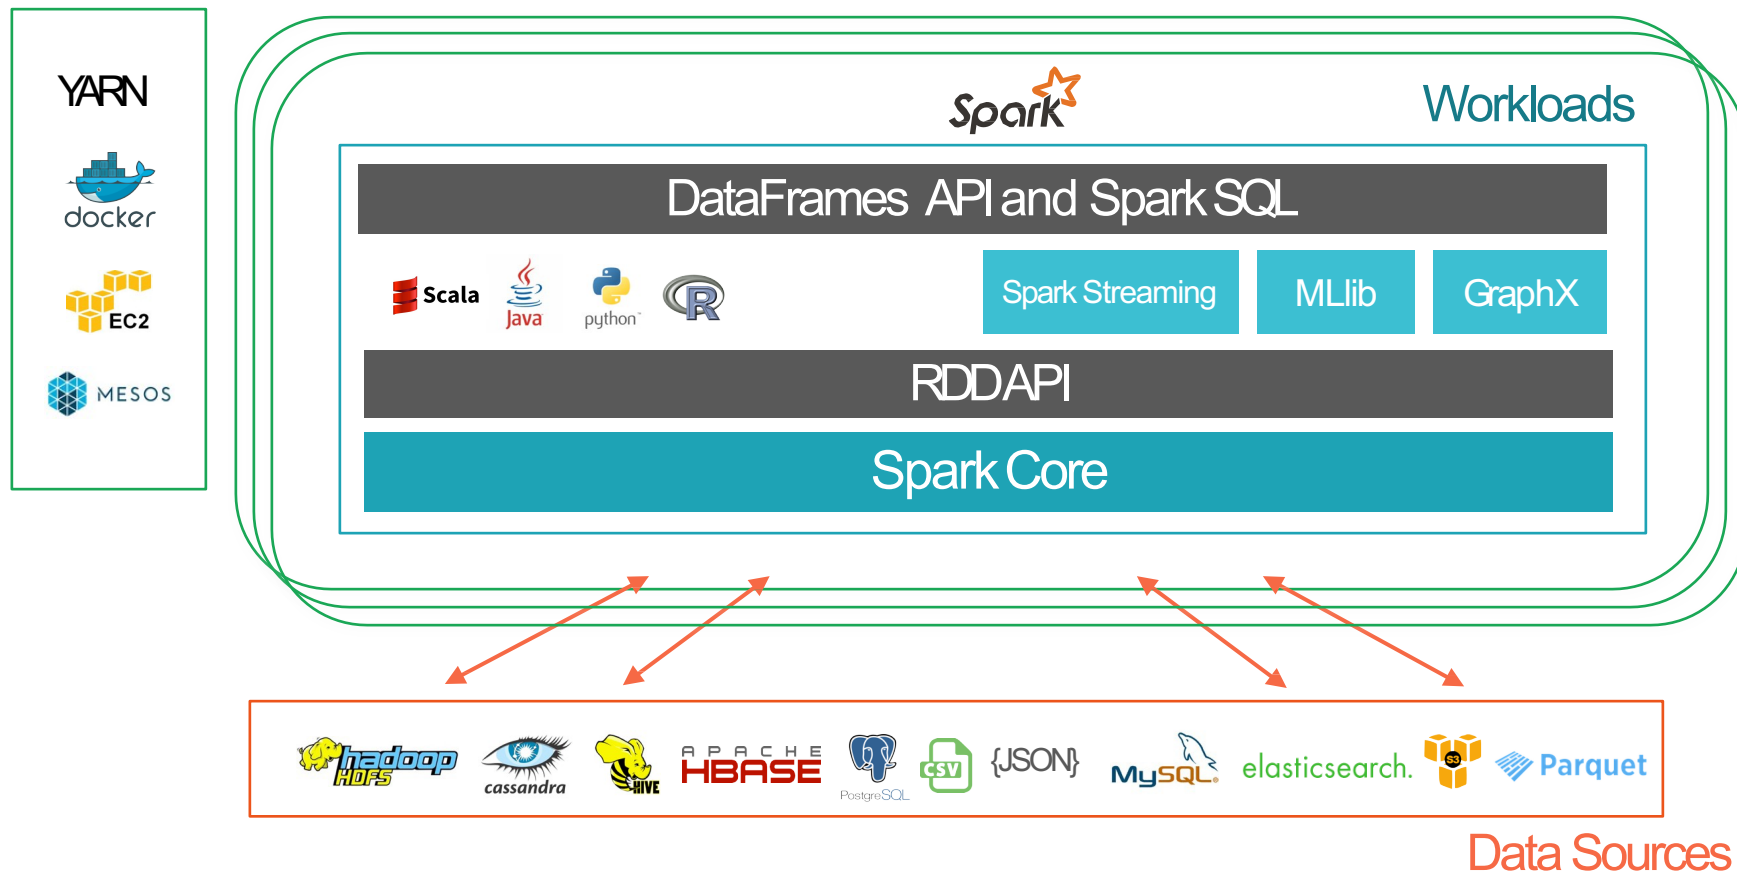 YARN
docker
EC2
MESOS
Spark
Workloads
DataFrames API and Spark SQL
Scala
Java
python
R
Spark Streaming
MLlib
GraphX
RDD API
Spark Core
hadoop
HDFS
cassandra
HIVE
APACHE
HBASE
PostgreSQL
CSV
{JSON}
MySQL
elasticsearch.
S3
Parquet
Data Sources